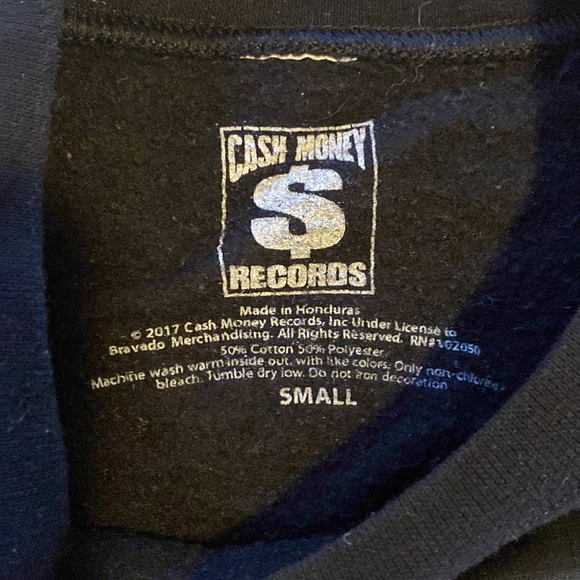 CASH MONEY
$
RECORDS
Made in Honduras
© 2017 Cash Money Records, Inc Under License to
Bravado Merchandising. All Rights Reserved. RN#102050
50% Cotton 50% Polyester
Machine wash warm inside out, with like colors. Only non-chlorine
bleach. Tumble dry low. Do not iron decoration
SMALL